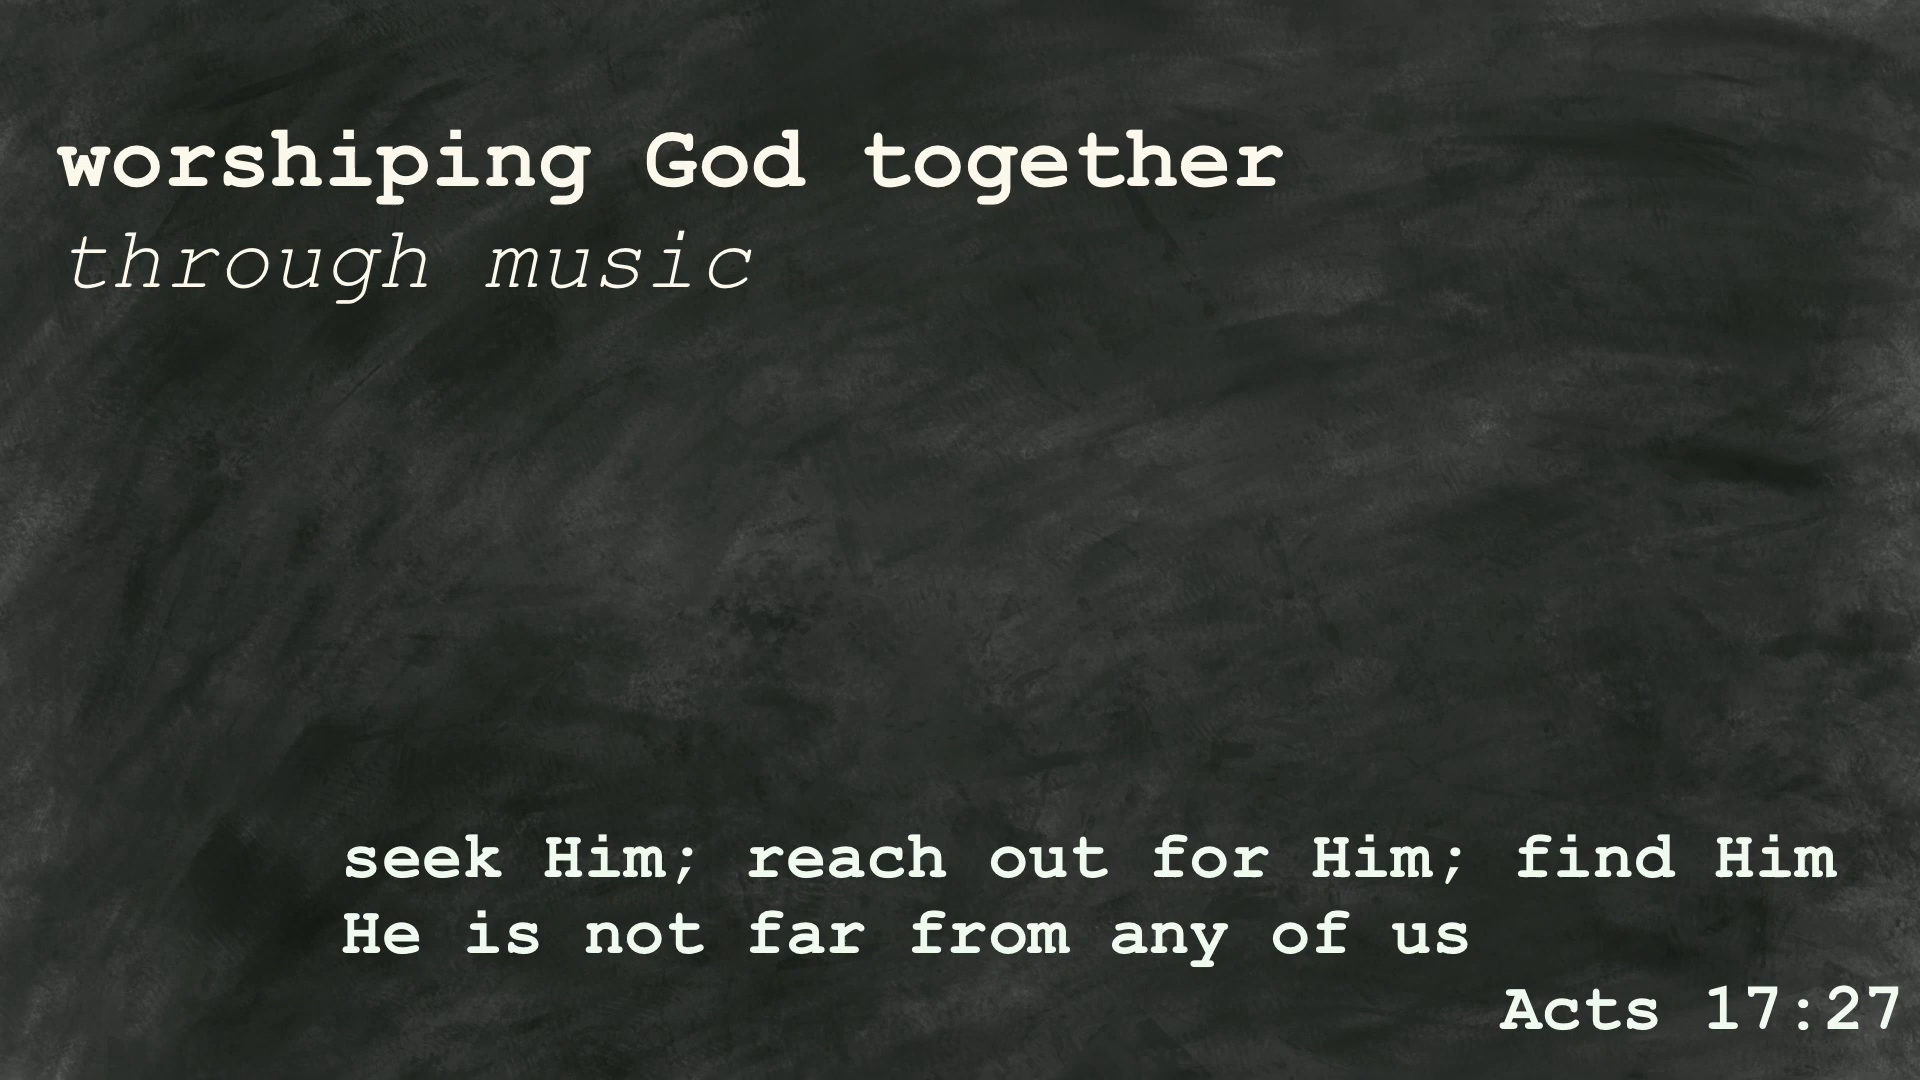 worshiping God together
through music
seek Him; reach out for Him; find Him
He is not far from any of us
Acts 17:27